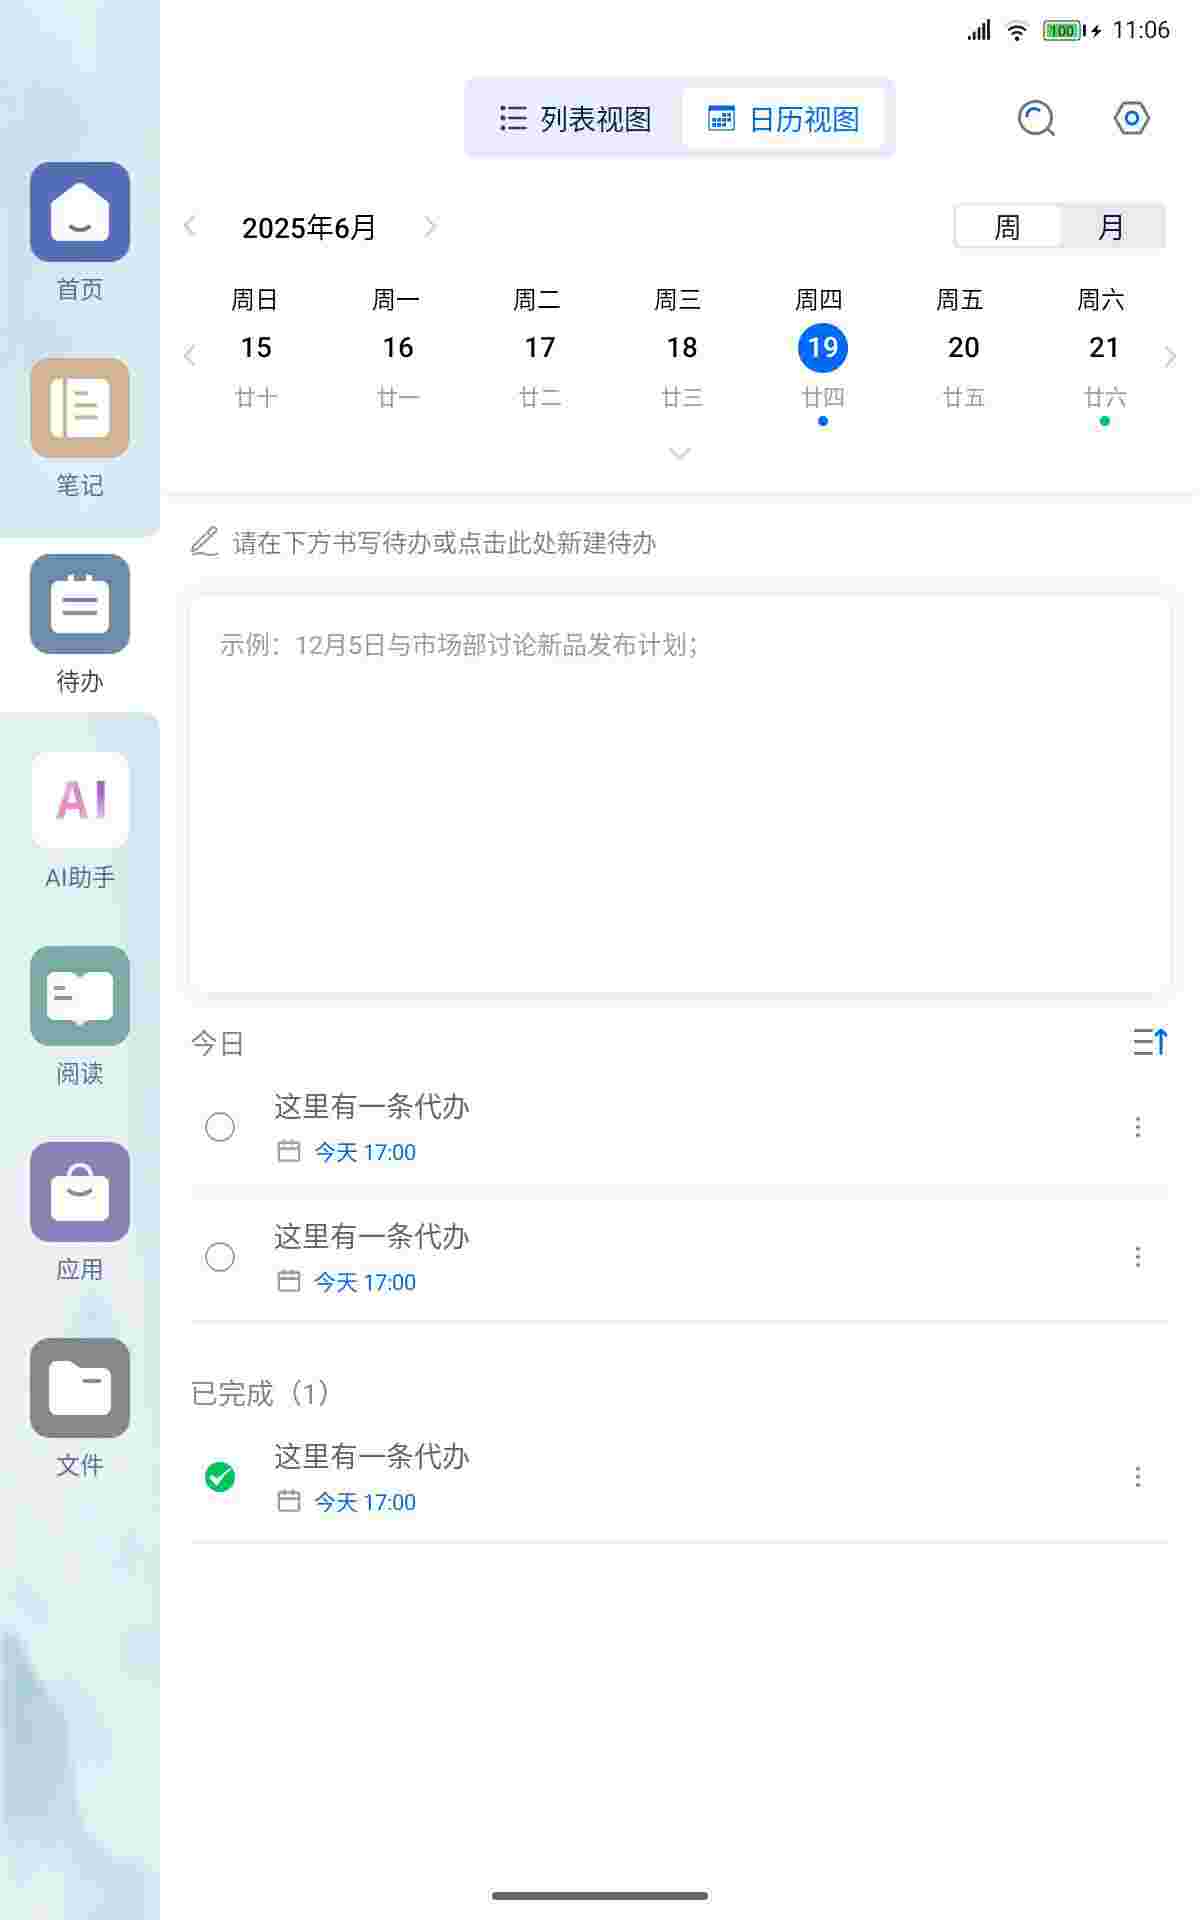 100 11:06
列表视图 日历视图
2025年6月 周 月
周日 周一 周二 周三 周四 周五 周六
15 16 17 18 19 20 21
廿十 廿一 廿二 廿三 廿四 廿五 廿六
请在下方书写待办或点击此处新建待办
示例：12月5日与市场部讨论新品发布计划；
今日
这里有一条代办
今天 17:00
这里有一条代办
今天 17:00
已完成（1）
这里有一条代办
今天 17:00
首页
笔记
待办
AI
AI助手
阅读
应用
文件